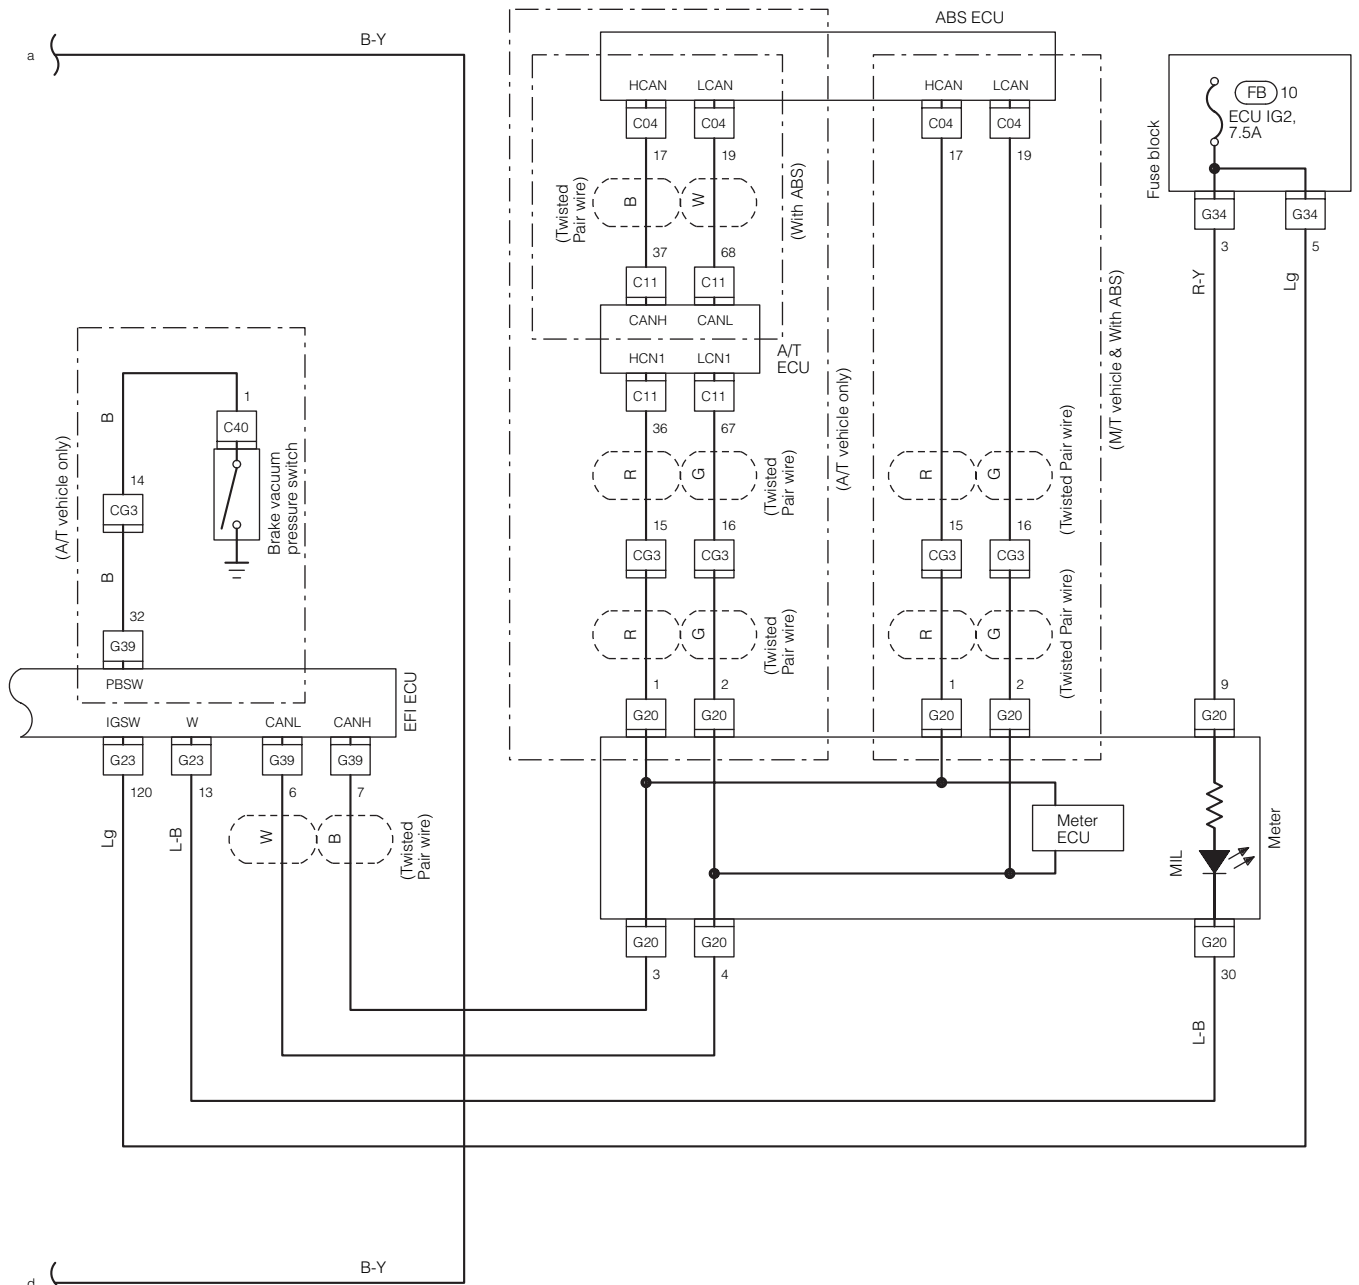 a
B-Y
ABS ECU
HCAN
LCAN
HCAN
LCAN
C04
C04
C04
C04
17
19
17
19
(Twisted
Pair wire)
B
W
(With ABS)
37
68
C11
C11
CANH
CANL
A/T
ECU
HCN1
LCN1
C11
C11
36
67
R
G
(Twisted
Pair wire)
(A/T vehicle only)
R
G
(Twisted Pair wire)
(M/T vehicle & With ABS)
15
16
15
16
CG3
CG3
CG3
CG3
R
G
(Twisted
Pair wire)
R
G
(Twisted Pair wire)
1
2
1
2
9
G20
G20
G20
G20
G20
Fuse block
FB
10
ECU IG2,
7.5A
G34
G34
3
5
R-Y
Lg
(A/T vehicle only)
B
1
C40
14
CG3
Brake vacuum
pressure switch
B
32
G39
PBSW
EFI ECU
IGSW
W
CANL
CANH
G23
G23
G39
G39
120
13
6
7
Lg
L-B
W
B
(Twisted
Pair wire)
Meter
ECU
MIL
Meter
G20
G20
G20
3
4
30
L-B
B-Y
d